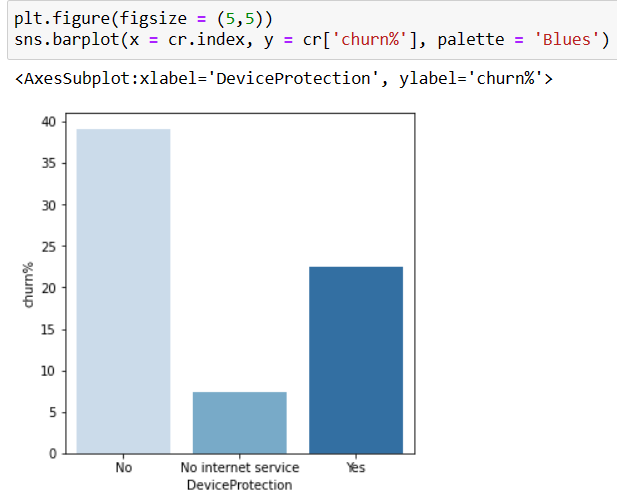 plt.figure(figsize = (5,5))
sns.barplot(x = cr.index, y = cr['churn%'], palette = 'Blues')
<AxesSubplot:xlabel='DeviceProtection', ylabel='churn%'>
40
35
30
25
20
15
10
5
0
churn%
No No internet service Yes
DeviceProtection